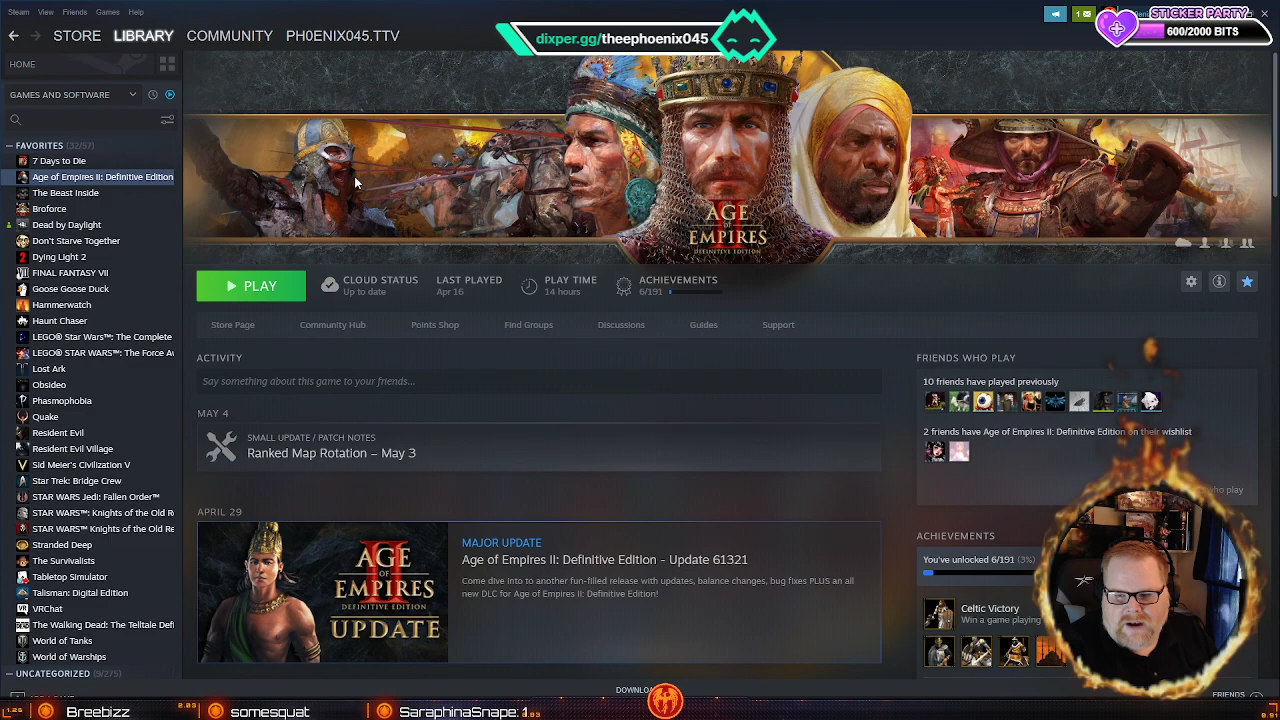 Steam View Friends Games Help
1
STORE LIBRARY COMMUNITY PH0ENIX045.TTV
dixper.gg/theephoenix045
STICKER PARTY
600/2000 BITS
HOME
GAMES AND SOFTWARE
FAVORITES (32/57)
7 Days to Die
Age of Empires II: Definitive Edition
The Beast Inside
Broforce
Dead by Daylight
Don't Starve Together
Dying Light 2
FINAL FANTASY VII
Goose Goose Duck
Hammerwatch
Haunt Chaser
LEGO® STAR Wars™: The Complete
LEGO® STAR WARS™: The Force Av
Lost Ark
Obsideo
Phasmophobia
Quake
Resident Evil
Resident Evil Village
Sid Meier's Civilization V
Star Trek: Bridge Crew
STAR WARS Jedi: Fallen Order™
STAR WARS™: Knights of the Old R
STAR WARS™ Knights of the Old Re
Stranded Deep
The Survivalists
Tabletop Simulator
Titanic: Digital Edition
VRChat
The Walking Dead: The Telltale Defi
World of Tanks
World of Warships
UNCATEGORIZED (9/275)
AGE OF EMPIRES II
DEFINITIVE EDITION
PLAY
CLOUD STATUS
Up to date
LAST PLAYED
Apr 16
PLAY TIME
14 hours
ACHIEVEMENTS
6/191
Store Page Community Hub Points Shop Find Groups Discussions Guides Support
ACTIVITY
Say something about this game to your friends...
MAY 4
SMALL UPDATE / PATCH NOTES
Ranked Map Rotation – May 3
APRIL 29
AGE OF EMPIRES II
DEFINITIVE EDITION
UPDATE
MAJOR UPDATE
Age of Empires II: Definitive Edition - Update 61321
Come dive into to another fun-filled release with updates, balance changes, bug fixes PLUS an all
new DLC for Age of Empires II: Definitive Edition!
FRIENDS WHO PLAY
10 friends have played previously
2 friends have Age of Empires II: Definitive Edition on their wishlist
who play
ACHIEVEMENTS
You've unlocked 6/191 (3%)
Celtic Victory
Win a game playing
DOWNLOA
FRIENDS
Breebizz
somesquat
SaraphinaSnape: 1